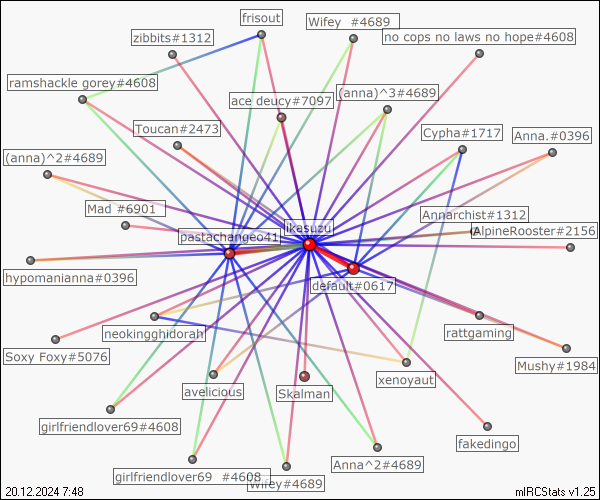 frisout
Wifey #4689
zibbits#1312
no cops no laws no hope#4608
ramshackle gorey#4608
ace deucy#7097
(anna)^3#4689
Toucan#2473
Cypha#1717
Anna.#0396
(anna)^2#4689
Mad #6901
Annarchist#1312
likasuzu
pastachangeo41
AlpineRooster#2156
hypomanianna#0396
default#0617
neokingghidorah
rattgaming
Soxy Foxy#5076
Mushy#1984
xenoyaut
avelicious
Skalman
girlfriendlover69#4608
fakedingo
Anna^2#4689
girlfriendlover69 #4608
Wifey#4689
20.12.2024 7:48
mIRCStats v1.25